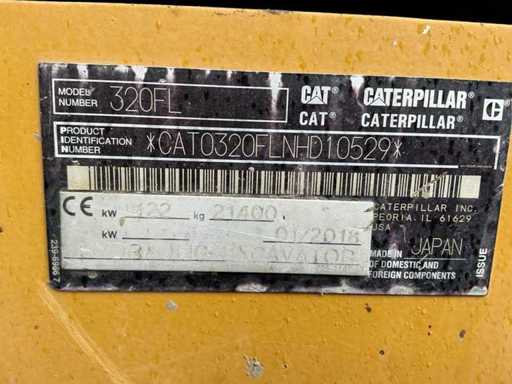 MODEL NUMBER 320FL
CAT CATERPILLAR
CAT® CATERPILLAR®
PRODUCT IDENTIFICATION NUMBER *CAT0320FLNHD10529*
CE kW 122 kg 21400
kW 01/2018
CATERPILLAR INC.
PEORIA, IL 61629
USA
MADE IN JAPAN
OF DOMESTIC AND
FOREIGN COMPONENTS
ISSUE